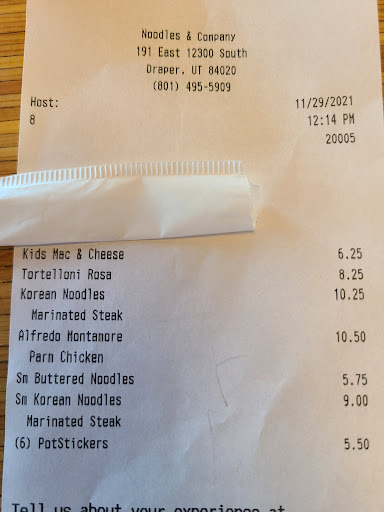 Noodles & Company
191 East 12300 South
Draper, UT 84020
(801) 495-5909
Host: 11/29/2021
8 12:14 PM
20005
Kids Mac & Cheese 6.25
Tortelloni Rosa 8.25
Korean Noodles 10.25
Marinated Steak
Alfredo Montamore 10.50
Parm Chicken
Sm Buttered Noodles 5.75
Sm Korean Noodles 9.00
Marinated Steak
(6) PotStickers 5.50
Tell us about your experience at